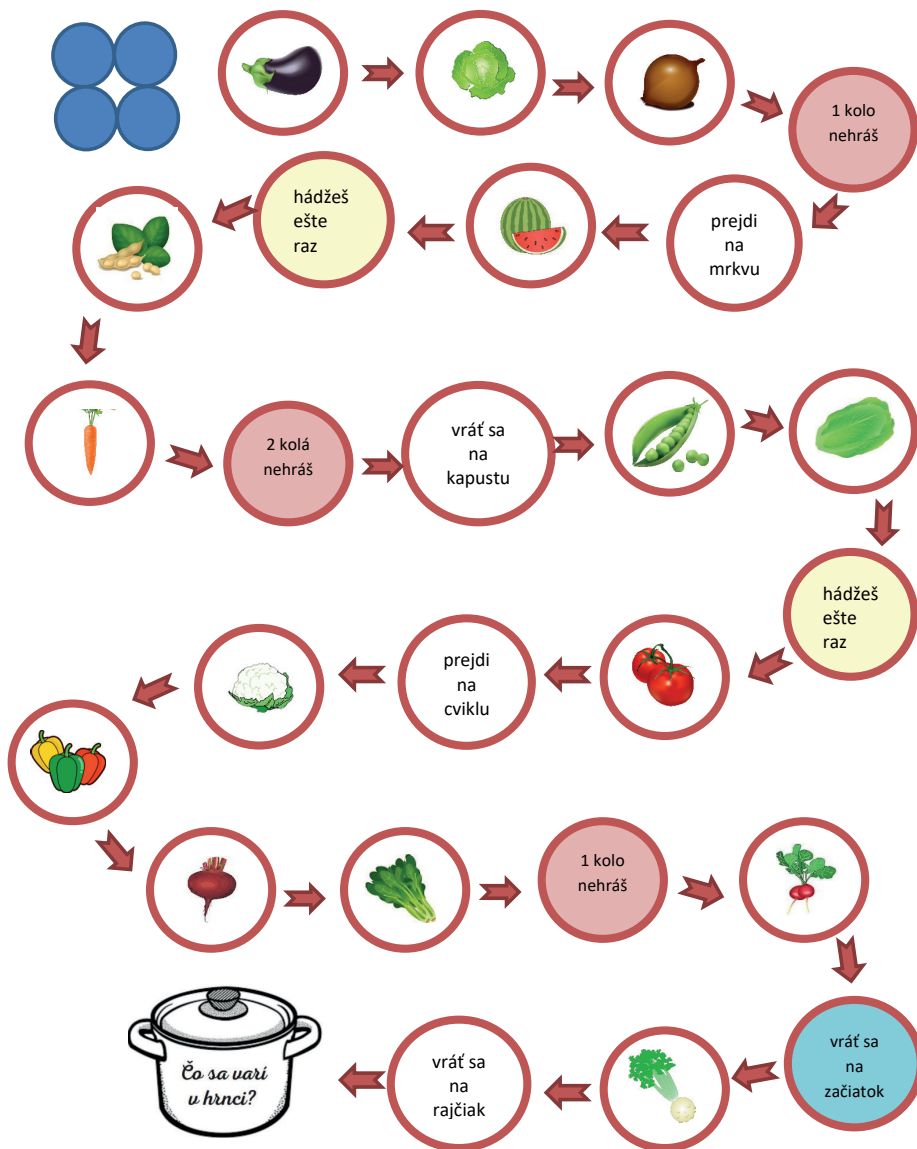 1 kolo
nehráš
hádžeš
ešte
raz
prejdi
na
mrkvu
2 kolá
nehráš
vráť sa
na
kapustu
hádžeš
ešte
raz
prejdi
na
cviklu
1 kolo
nehráš
vráť sa
na
začiatok
vráť sa
na
rajčiak
Čo sa varí
v hrnci?